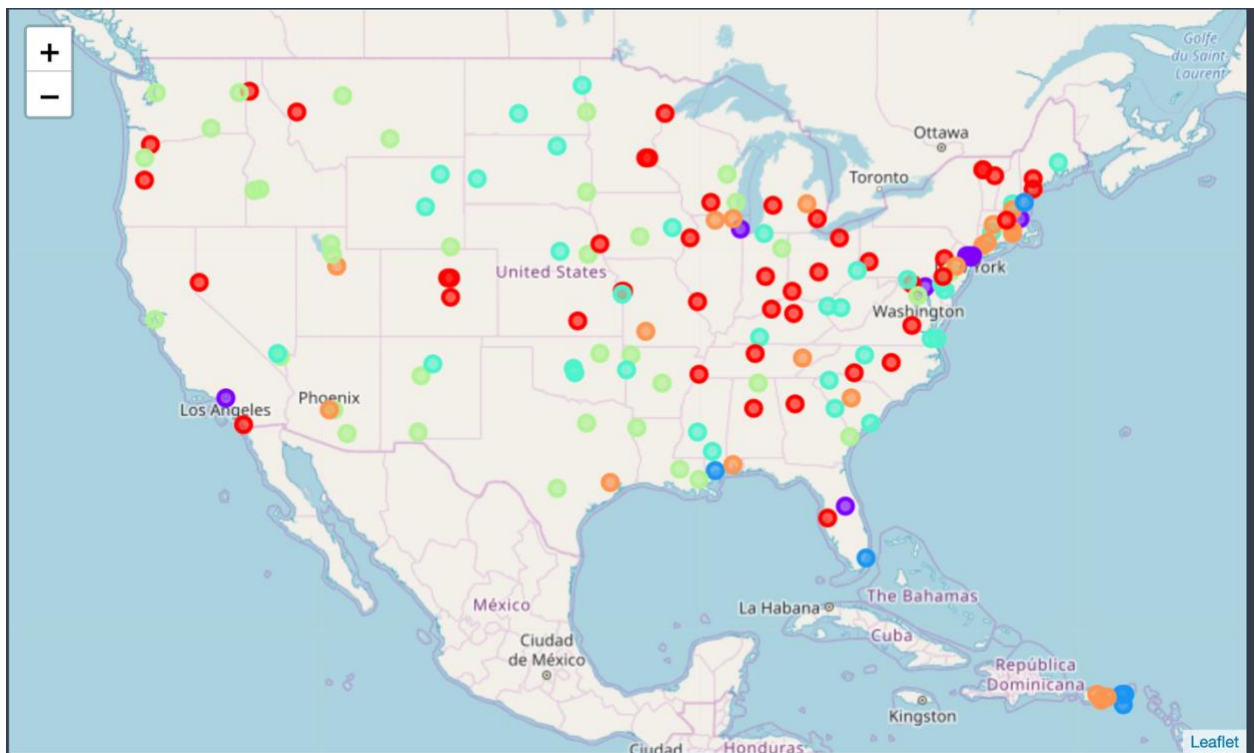 +
−
Golfe
du Saint-
Laurent
Ottawa
Toronto
United States
York
Washington
Phoenix
Los Angeles
México
La Habana
The Bahamas
Cuba
Ciudad
de México
República
Dominicana
Kingston
Ciudad
Honduras
Leaflet